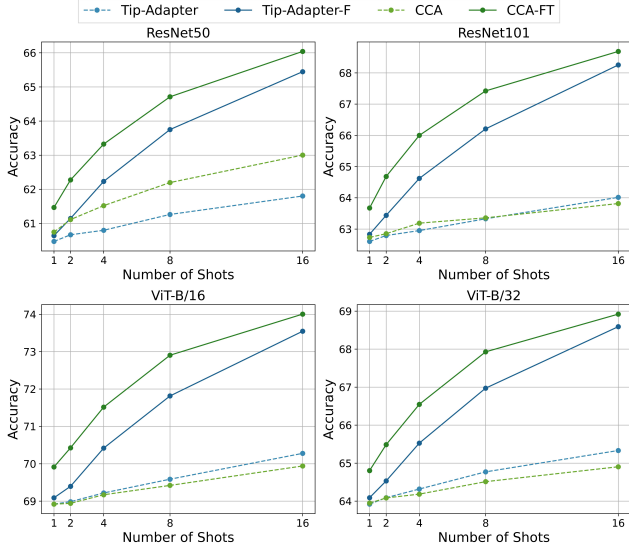 Tip-Adapter Tip-Adapter-F CCA CCA-FT
ResNet50
66
65
64
63
62
61
Accuracy
1 2 4 8 16
Number of Shots
ResNet101
68
67
66
65
64
63
Accuracy
1 2 4 8 16
Number of Shots
ViT-B/16
74
73
72
71
70
69
Accuracy
1 2 4 8 16
Number of Shots
ViT-B/32
69
68
67
66
65
64
Accuracy
1 2 4 8 16
Number of Shots